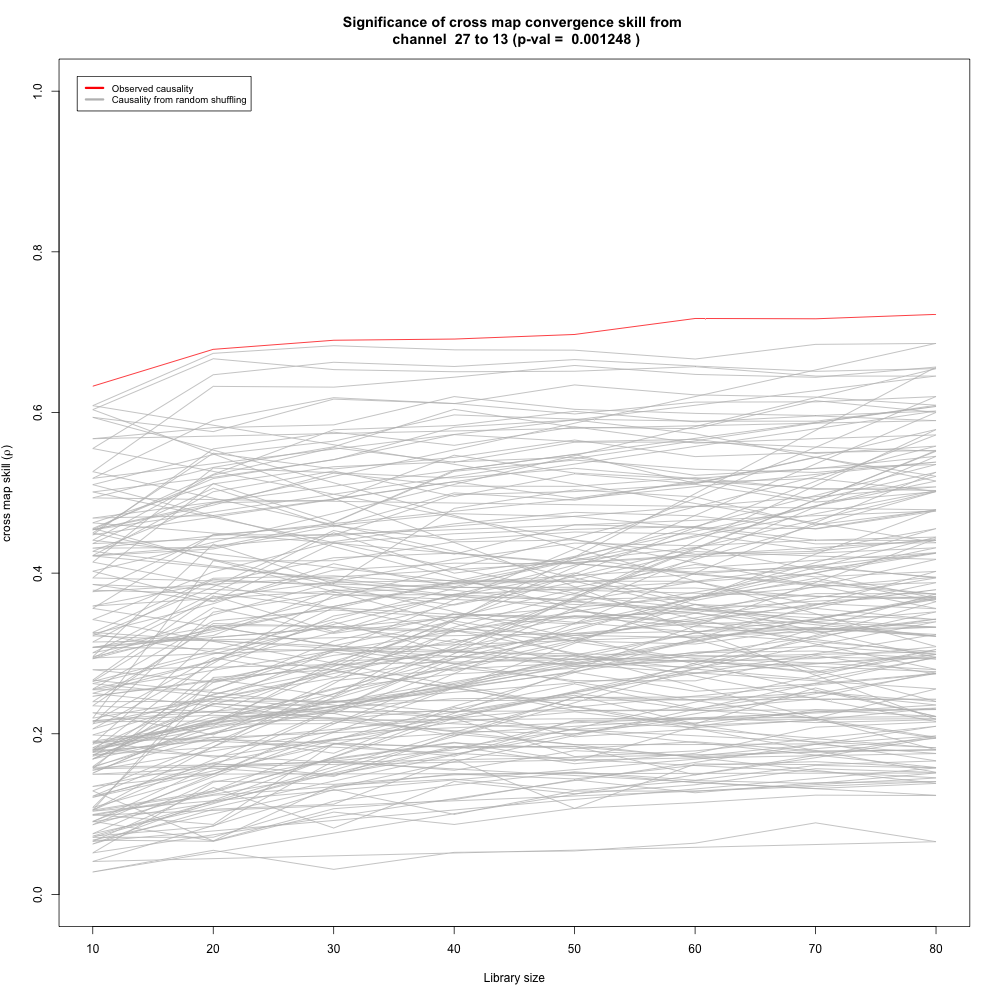 Significance of cross map convergence skill from
channel  27 to 13 (p-val =  0.001248 )
Observed causality
Causality from random shuffling
cross map skill (ρ)
1.0
0.8
0.6
0.4
0.2
0.0
10 20 30 40 50 60 70 80
Library size